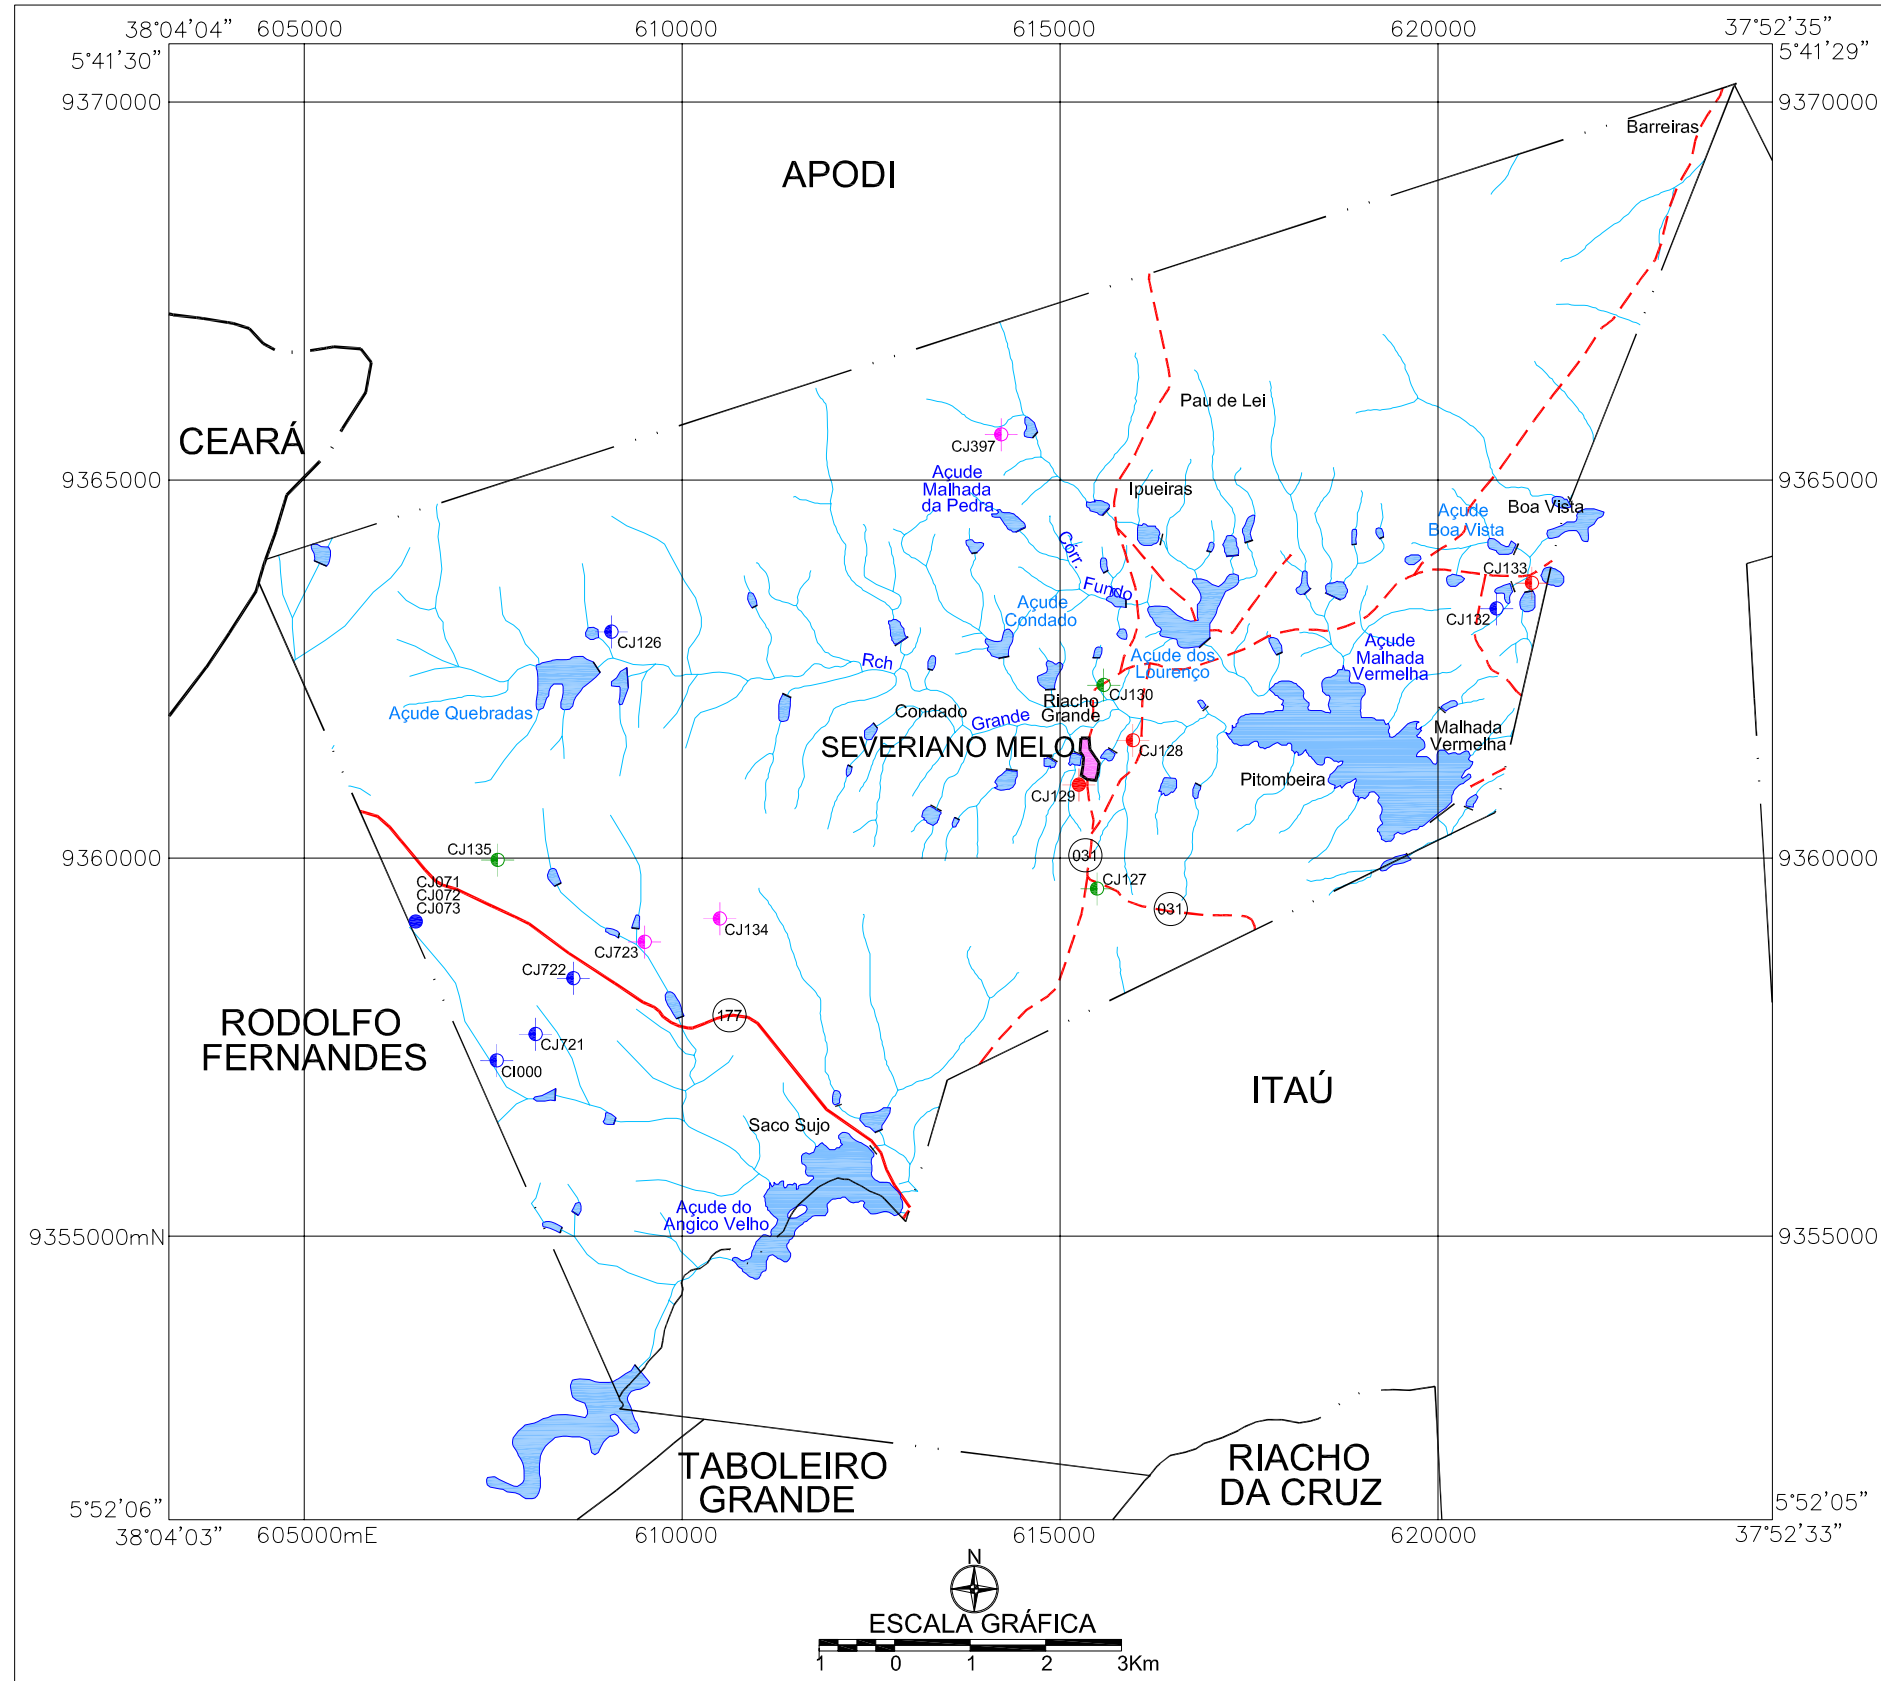 38°04'04"
605000
610000
615000
620000
37°52'35"
5°41'30"
5°41'29"
9370000
9370000
Barreiras
APODI
Pau de Lei
CEARÁ
CJ397
9365000
9365000
Açude
Malhada
da Pedra
Ipueiras
Açude
Boa Vista
Boa Vista
Córr.
Fundo
CJ133
CJ132
Açude
Condado
CJ126
Rch
Açude dos
Lourenço
Açude
Malhada
Vermelha
CJ130
Açude Quebradas
Condado
Grande
Riacho
Grande
Malhada
Vermelha
SEVERIANO MELO
CJ128
Pitombeira
CJ129
CJ135
9360000
9360000
031
CJ127
CJ071
CJ072
CJ073
031
CJ134
CJ723
CJ722
177
RODOLFO
FERNANDES
CJ721
CI000
ITAÚ
Saco Sujo
Açude do
Angico Velho
9355000mN
9355000
TABOLEIRO
GRANDE
RIACHO
DA CRUZ
5°52'06"
5°52'05"
38°04'03"
605000mE
610000
615000
620000
37°52'33"
N
ESCALA GRÁFICA
1 0 1 2 3Km